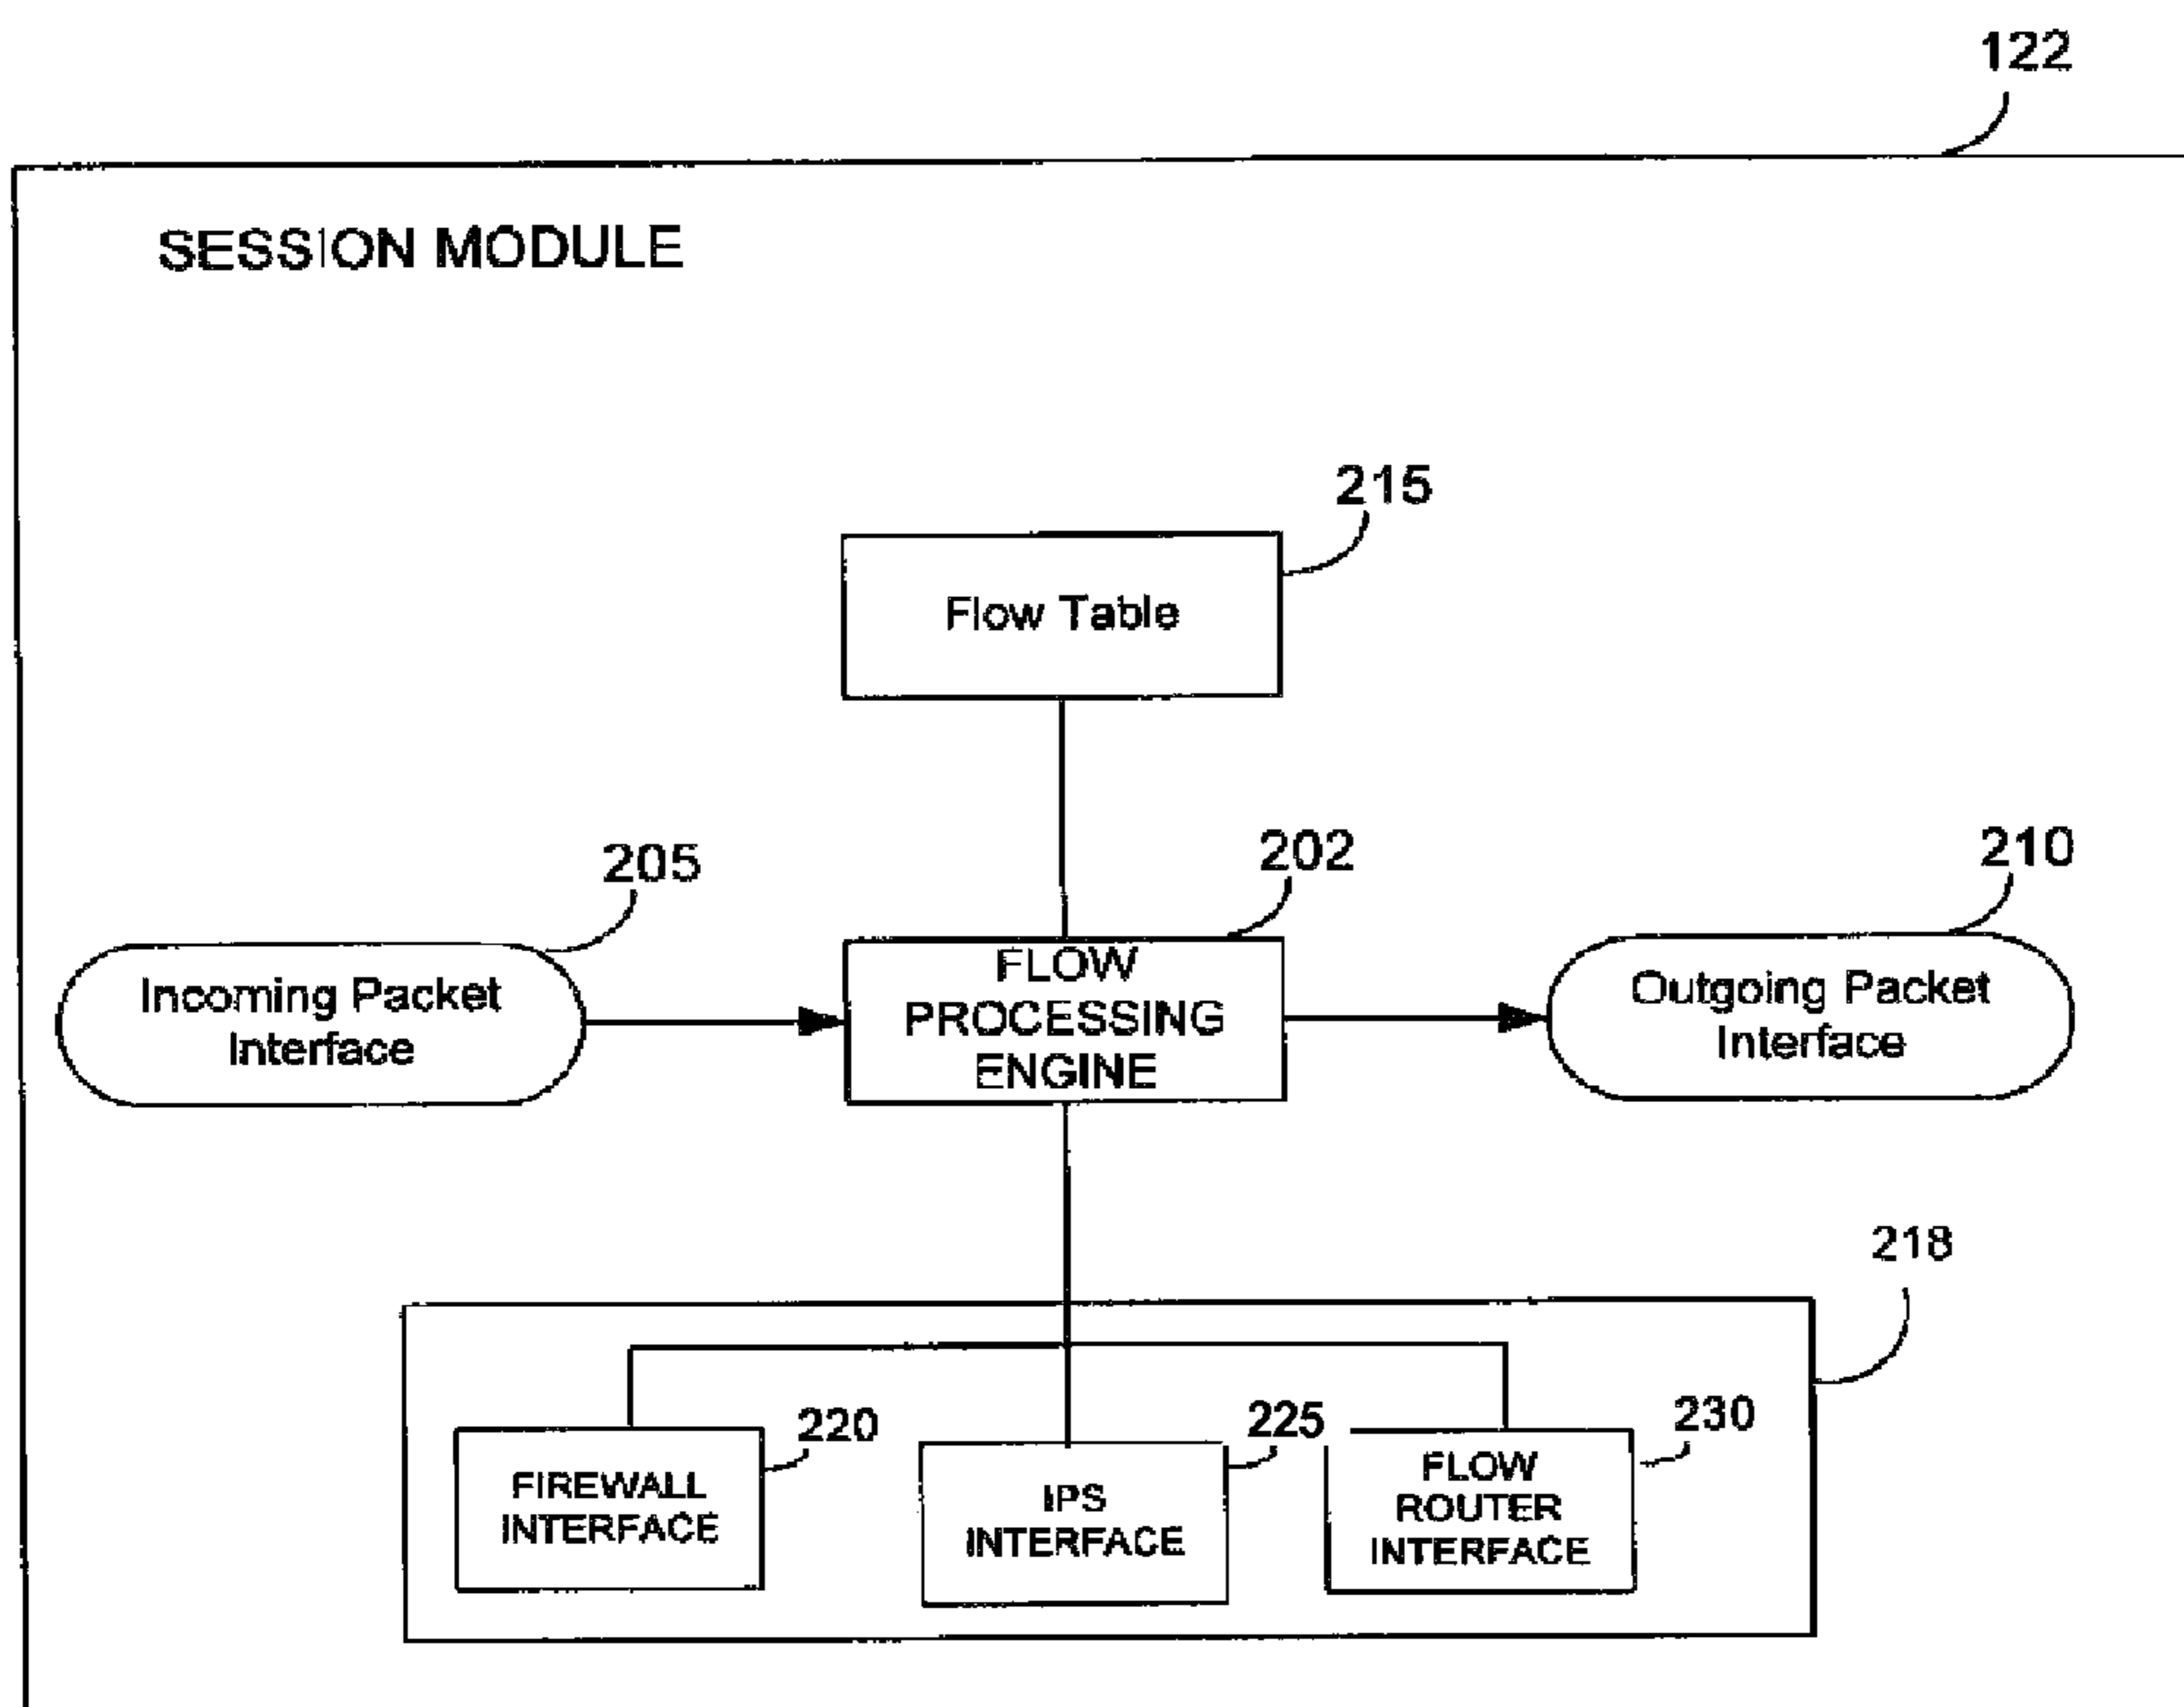 122
SESSION MODULE
215
Flow Table
205
202
210
Incoming Packet
Interface
FLOW
PROCESSING
ENGINE
Outgoing Packet
Interface
218
220
225
230
FIREWALL
INTERFACE
IPS
INTERFACE
FLOW
ROUTER
INTERFACE